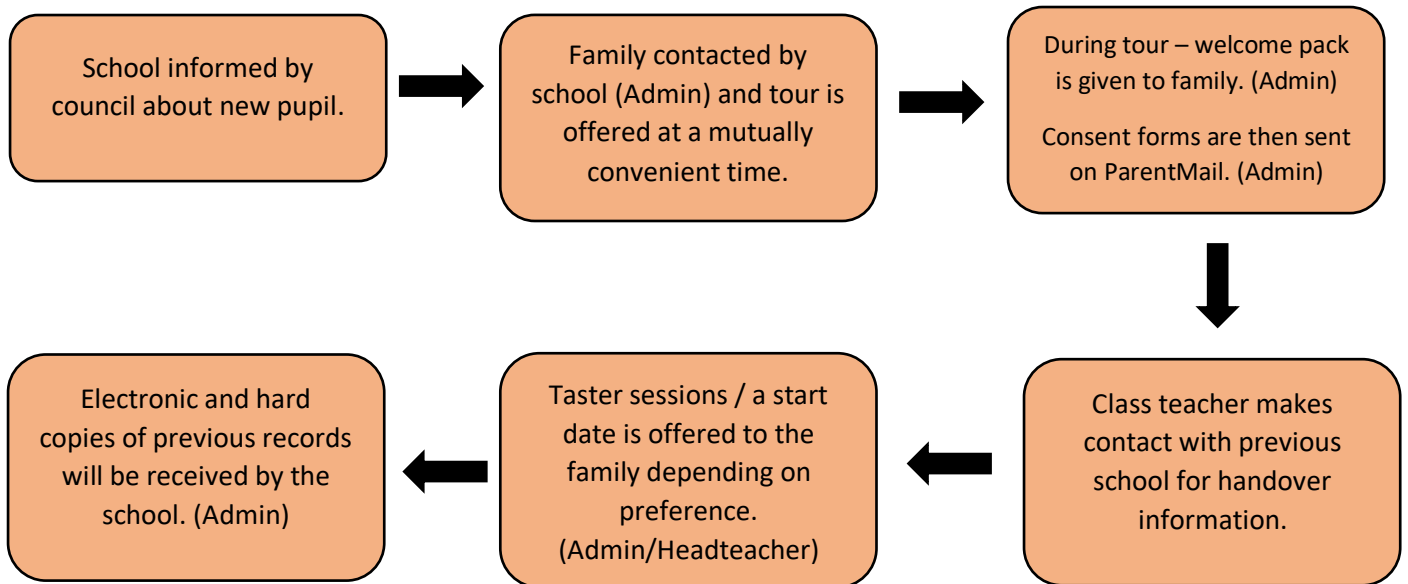 School informed by
council about new pupil.
Family contacted by
school (Admin) and tour is
offered at a mutually
convenient time.
During tour – welcome pack
is given to family. (Admin)
Consent forms are then sent
on ParentMail. (Admin)
Class teacher makes
contact with previous
school for handover
information.
Taster sessions / a start
date is offered to the
family depending on
preference.
(Admin/Headteacher)
Electronic and hard
copies of previous records
will be received by the
school. (Admin)